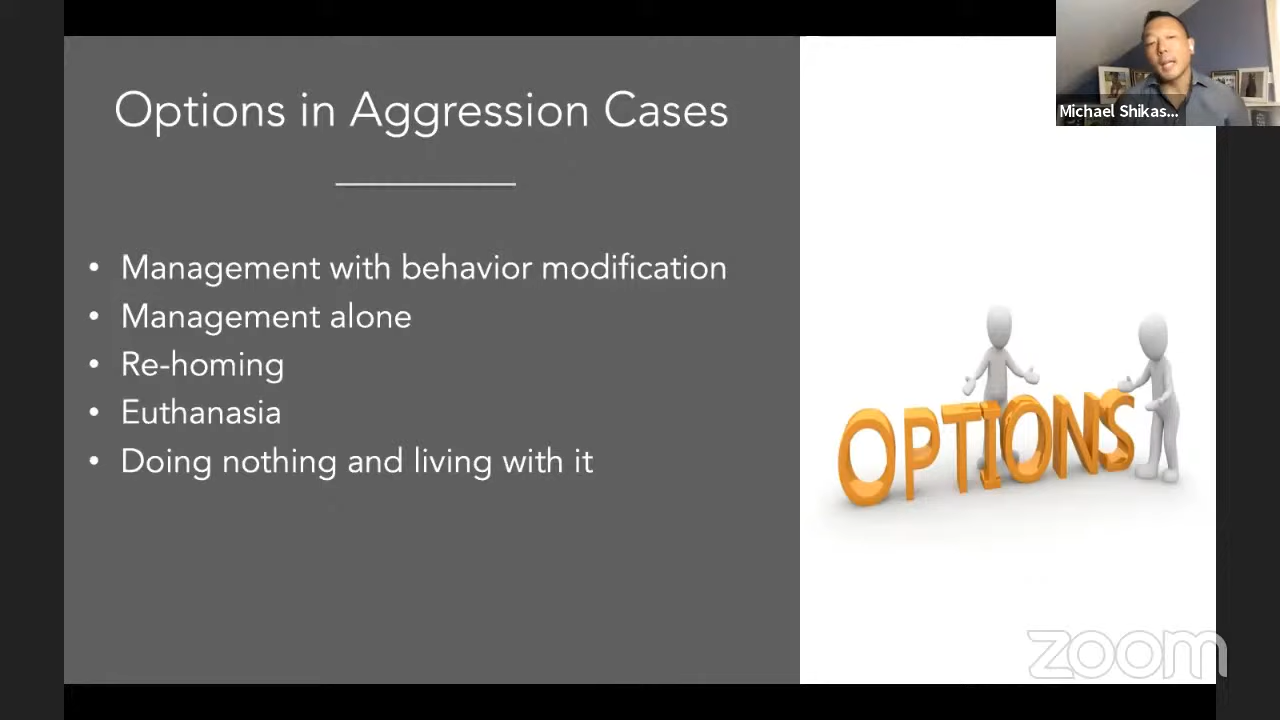 Options in Aggression Cases
• Management with behavior modification
• Management alone
• Re-homing
• Euthanasia
• Doing nothing and living with it
OPTIONS
Michael Shikas...
zoom